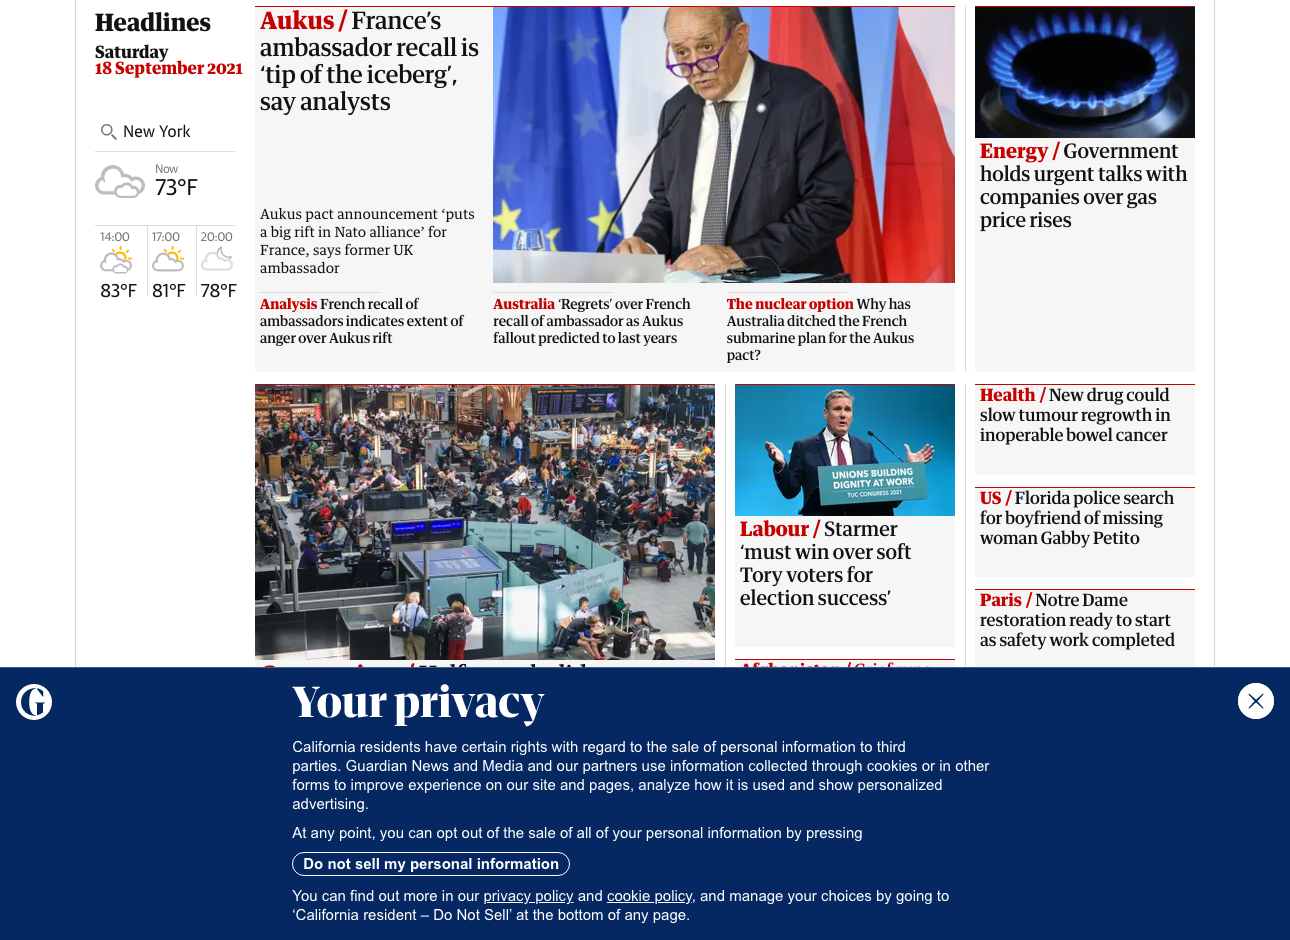 Headlines
Saturday
18 September 2021
New York
Now
73°F
14:00
17:00
20:00
83°F
81°F
78°F
Aukus / France’s
ambassador recall is
‘tip of the iceberg’,
say analysts
Aukus pact announcement ‘puts
a big rift in Nato alliance’ for
France, says former UK
ambassador
Analysis French recall of
ambassadors indicates extent of
anger over Aukus rift
Australia ‘Regrets’ over French
recall of ambassador as Aukus
fallout predicted to last years
The nuclear option Why has
Australia ditched the French
submarine plan for the Aukus
pact?
Energy / Government
holds urgent talks with
companies over gas
price rises
UNIONS BUILDING
DIGNITY AT WORK
TUC CONGRESS 2021
Labour / Starmer
‘must win over soft
Tory voters for
election success’
Health / New drug could
slow tumour regrowth in
inoperable bowel cancer
US / Florida police search
for boyfriend of missing
woman Gabby Petito
Paris / Notre Dame
restoration ready to start
as safety work completed
Your privacy
California residents have certain rights with regard to the sale of personal information to third
parties. Guardian News and Media and our partners use information collected through cookies or in other
forms to improve experience on our site and pages, analyze how it is used and show personalized
advertising.
At any point, you can opt out of the sale of all of your personal information by pressing
Do not sell my personal information
You can find out more in our privacy policy and cookie policy, and manage your choices by going to
‘California resident – Do Not Sell’ at the bottom of any page.